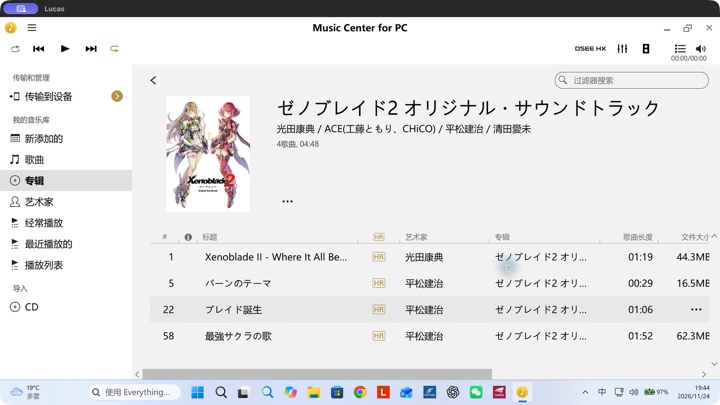 Lucas
Music Center for PC
DSEE HX
00:00/00:00
传输和管理
传输到设备
我的音乐库
新添加的
歌曲
专辑
艺术家
经常播放
最近播放的
播放列表
导入
CD
过滤器搜索
Xenoblade2
Original Soundtrack
ゼノブレイド2 オリジナル・サウンドトラック
光田康典 / ACE(工藤ともり、CHiCO) / 平松建治 / 清田愛未
4歌曲, 04:48
...
# 标题 HR 艺术家 专辑 歌曲长度 文件大小
1 Xenoblade II - Where It All Be... HR 光田康典 ゼノブレイド2 オリ... 01:19 44.3MB
5 バーンのテーマ HR 平松建治 ゼノブレイド2 オリ... 00:29 16.5MB
22 ブレイド誕生 HR 平松建治 ゼノブレイド2 オリ... 01:06 ...
58 最強サクラの歌 HR 平松建治 ゼノブレイド2 オリ... 01:52 62.3MB
19°C
多雲
使用 Everything...
中
97%
19:44
2026/11/24